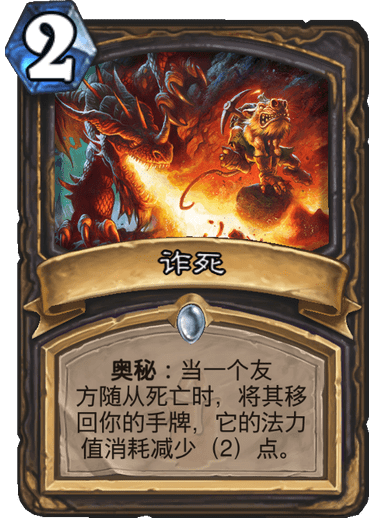 2
诈死
奥秘：当一个友
方随从死亡时，将其移
回你的手牌，它的法力
值消耗减少（2）点。